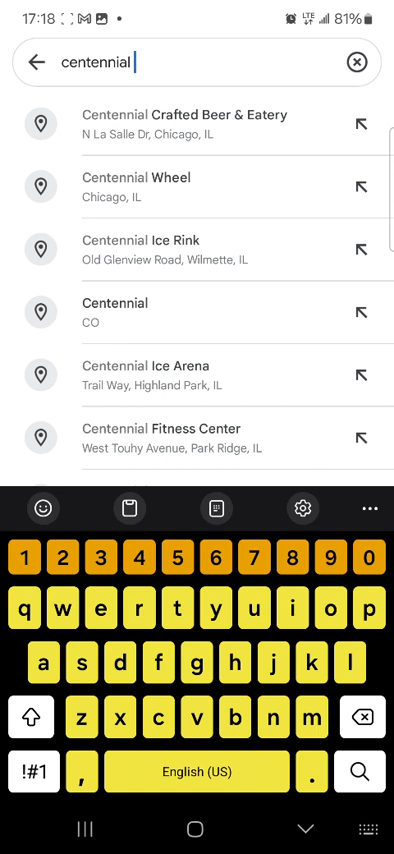 17:18
LTE
81%
centennial
Centennial Crafted Beer & Eatery
N La Salle Dr, Chicago, IL
Centennial Wheel
Chicago, IL
Centennial Ice Rink
Old Glenview Road, Wilmette, IL
Centennial
CO
Centennial Ice Arena
Trail Way, Highland Park, IL
Centennial Fitness Center
West Touhy Avenue, Park Ridge, IL
1 2 3 4 5 6 7 8 9 0
q w e r t y u i o p
a s d f g h j k l
z x c v b n m
!#1 , English (US) .